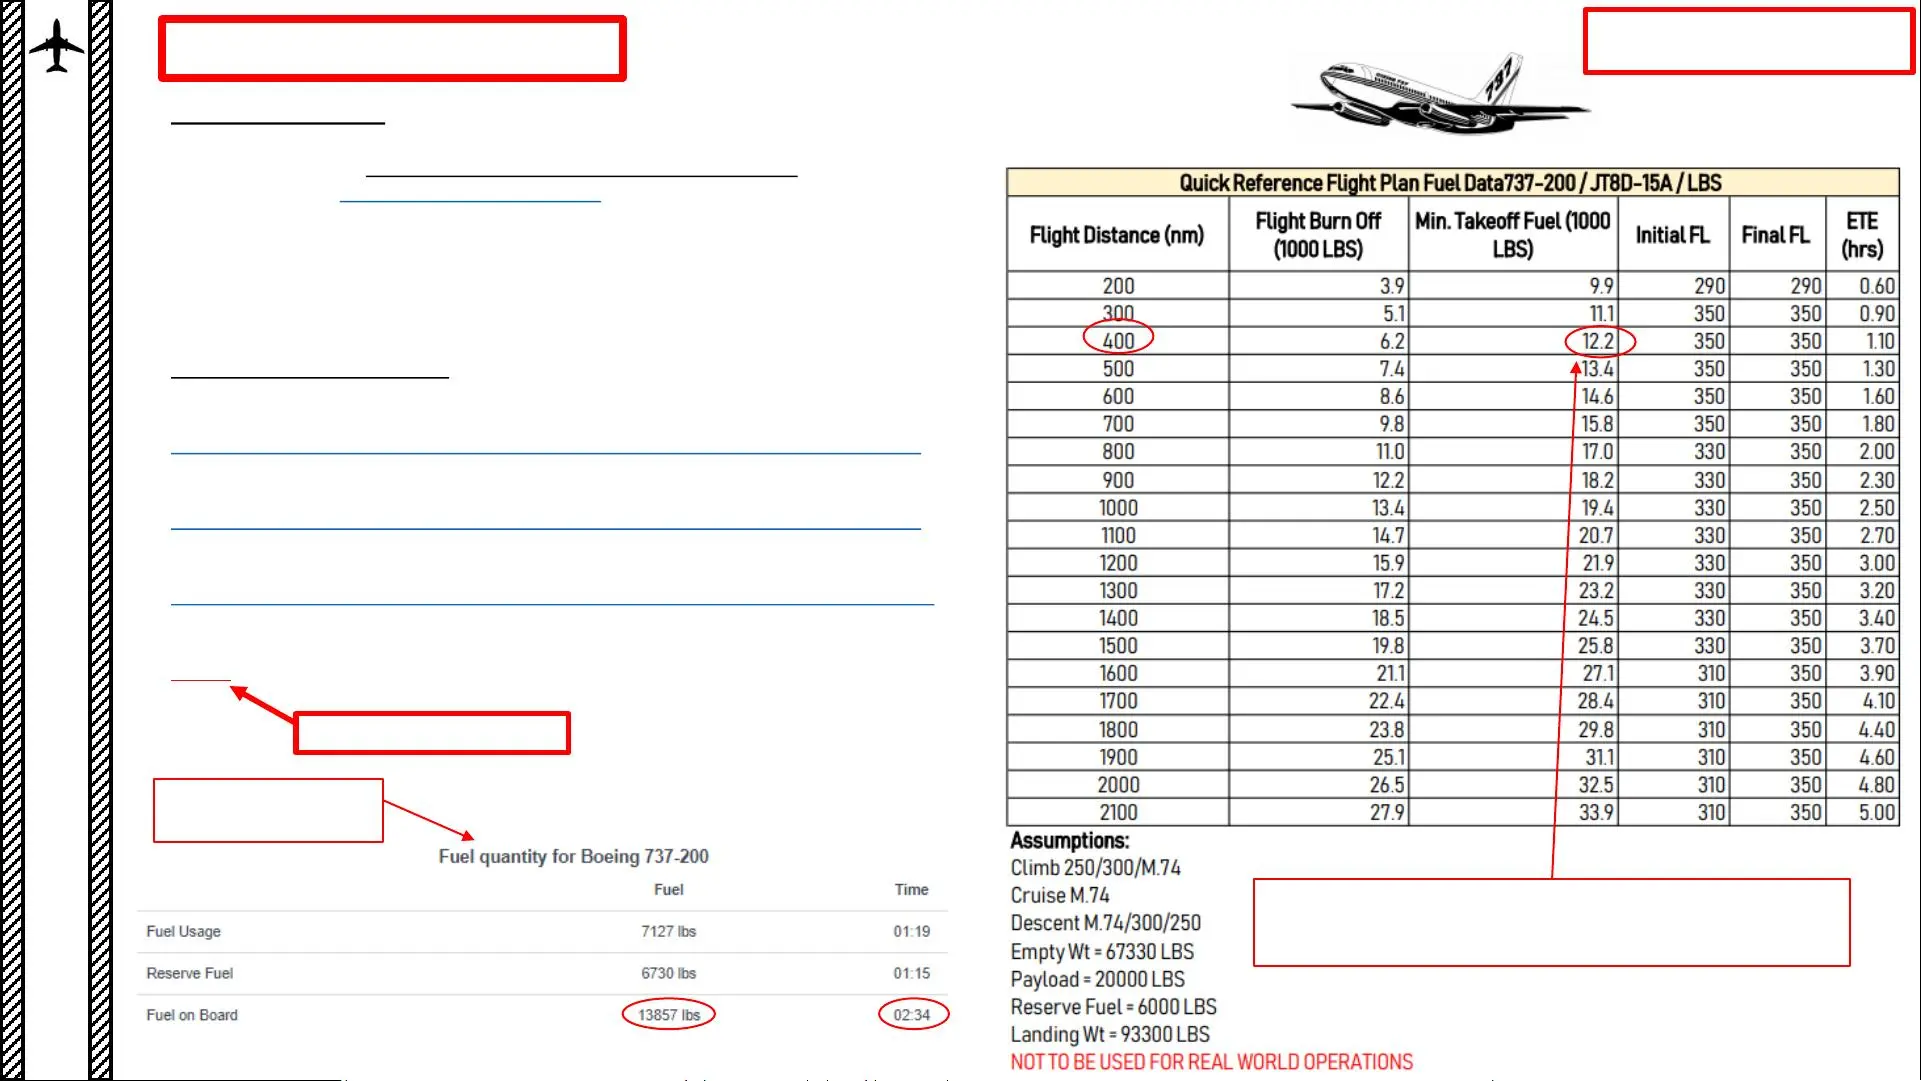 737
Quick Reference Flight Plan Fuel Data737-200 / JT8D-15A / LBS
Flight Distance (nm) Flight Burn Off (1000 LBS) Min. Takeoff Fuel (1000 LBS) Initial FL Final FL ETE (hrs)
200 3.9 9.9 290 290 0.60
300 5.1 11.1 350 350 0.90
400 6.2 12.2 350 350 1.10
500 7.4 13.4 350 350 1.30
600 8.6 14.6 350 350 1.60
700 9.8 15.8 350 350 1.80
800 11.0 17.0 330 350 2.00
900 12.2 18.2 330 350 2.30
1000 13.4 19.4 330 350 2.50
1100 14.7 20.7 330 350 2.70
1200 15.9 21.9 330 350 3.00
1300 17.2 23.2 330 350 3.20
1400 18.5 24.5 330 350 3.40
1500 19.8 25.8 330 350 3.70
1600 21.1 27.1 310 350 3.90
1700 22.4 28.4 310 350 4.10
1800 23.8 29.8 310 350 4.40
1900 25.1 31.1 310 350 4.60
2000 26.5 32.5 310 350 4.80
2100 27.9 33.9 310 350 5.00
Assumptions:
Climb 250/300/M.74
Cruise M.74
Descent M.74/300/250
Empty Wt = 67330 LBS
Payload = 20000 LBS
Reserve Fuel = 6000 LBS
Landing Wt = 93300 LBS
NOT TO BE USED FOR REAL WORLD OPERATIONS
Fuel quantity for Boeing 737-200
Fuel Time
Fuel Usage 7127 lbs 01:19
Reserve Fuel 6730 lbs 01:15
Fuel on Board 13857 lbs 02:34